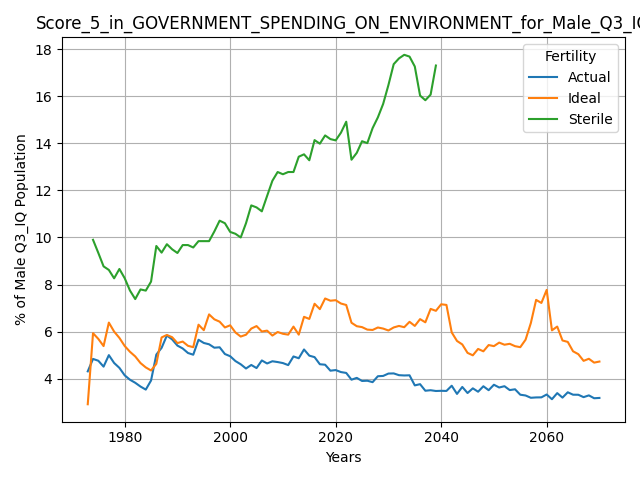 Score_5_in_GOVERNMENT_SPENDING_ON_ENVIRONMENT_for_Male_Q3_IQ
Fertility
Actual
Ideal
Sterile
18
16
14
12
10
8
6
4
% of Male Q3_IQ Population
1980 2000 2020 2040 2060
Years